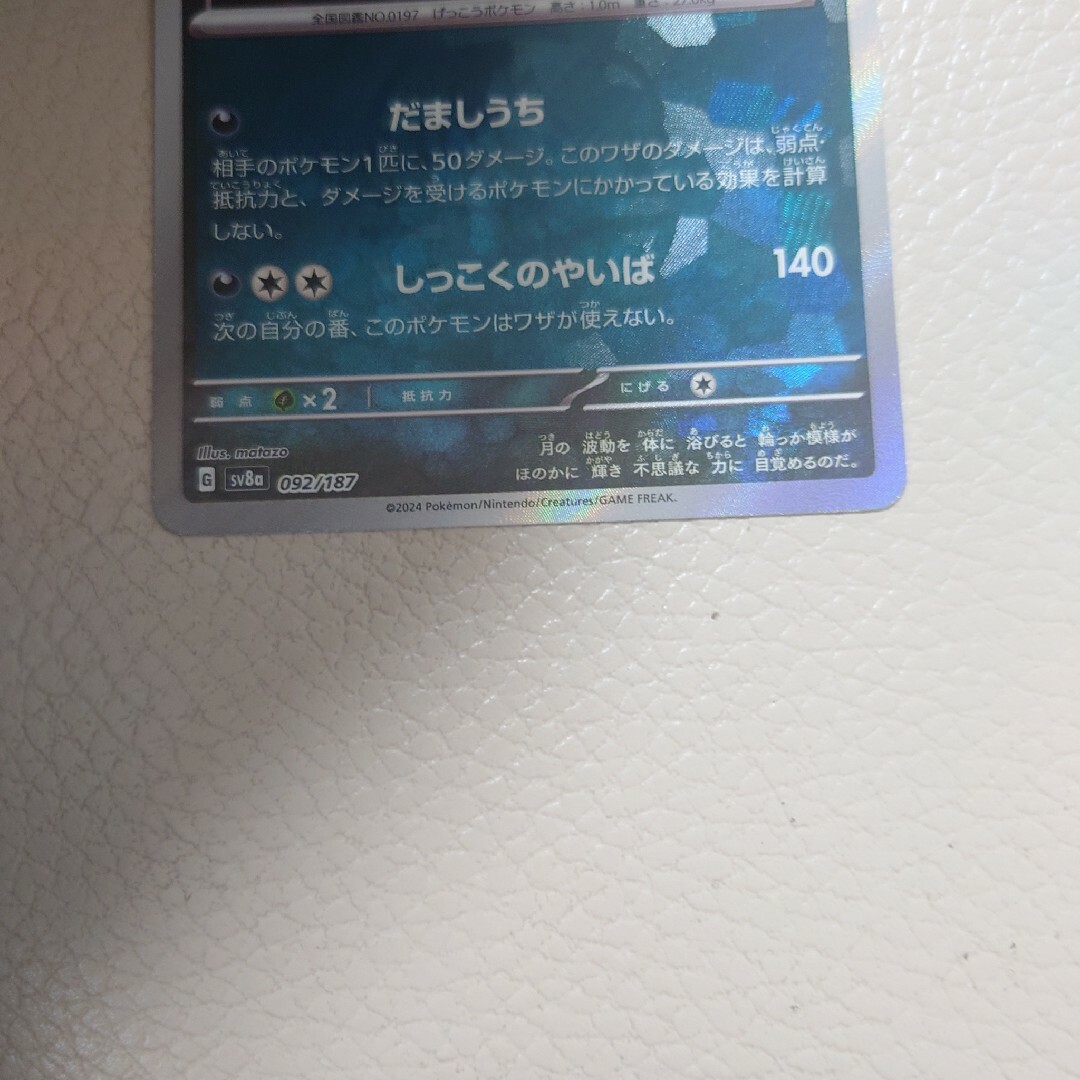 全国図鑑NO.0197 げっこうポケモン 高さ:1.0m 重さ:27.0kg
だましうち
相手のポケモン1匹に、50ダメージ。このワザのダメージは、弱点・
抵抗力と、ダメージを受けるポケモンにかかっている効果を計算
しない。
しっこくのやいば 140
次の自分の番、このポケモンはワザが使えない。
弱点 ×2 抵抗力 にげる
Illus. matazo
月の 波動を 体に 浴びると 輪っか模様が
ほのかに 輝き 不思議な 力に 目覚めるのだ。
G sv8a 092/187
©2024 Pokémon/Nintendo/Creatures/GAME FREAK.